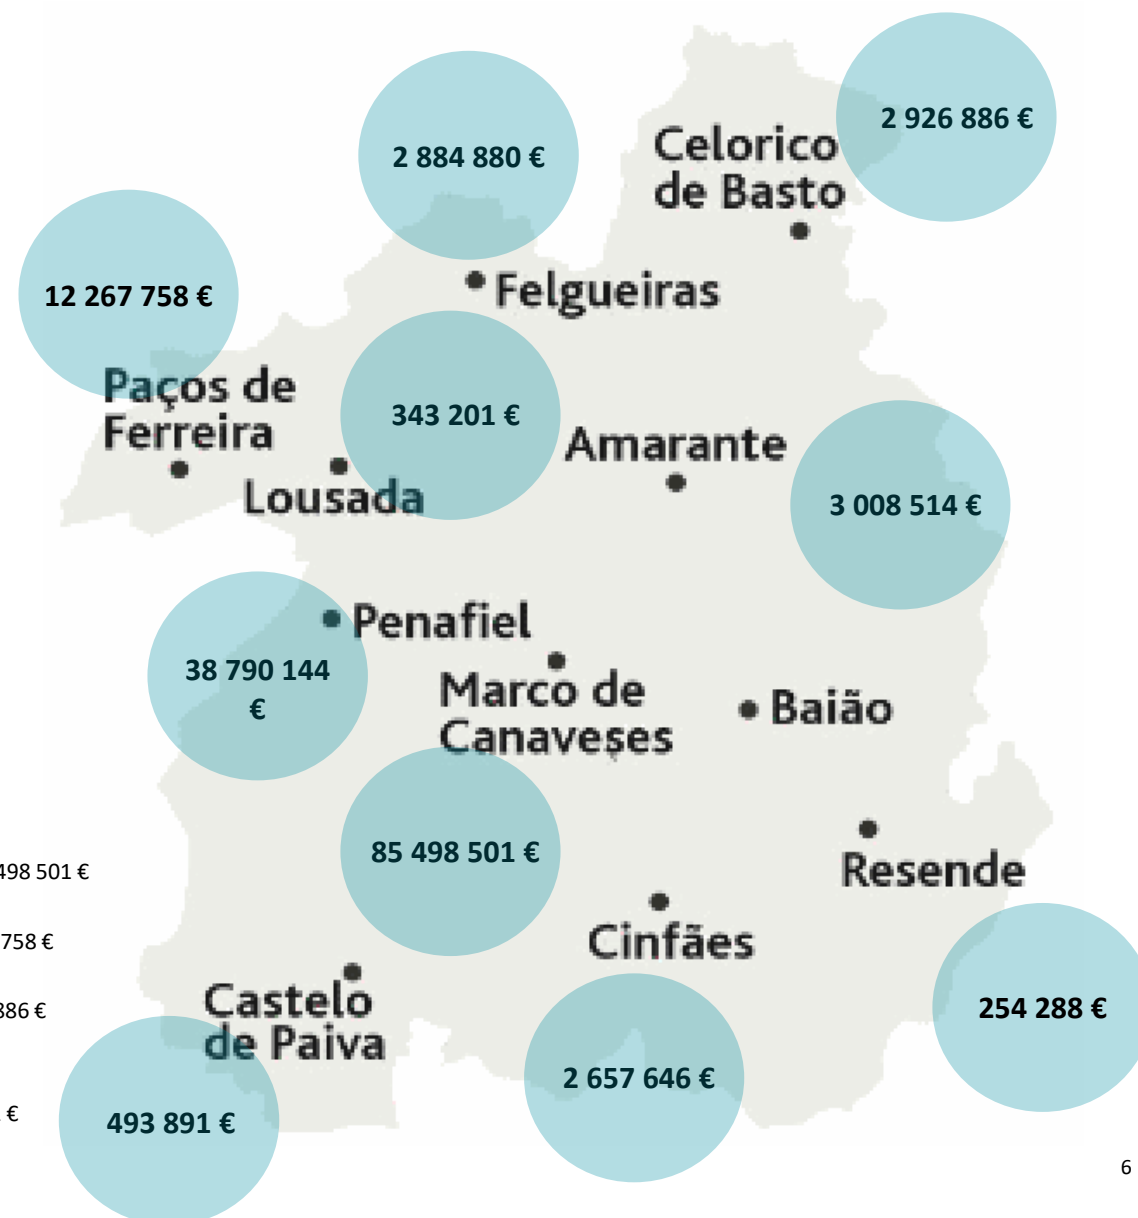 2 926 886 €
2 884 880 €
Celorico
de Basto
Felgueiras
12 267 758 €
Paços de
Ferreira
343 201 €
Amarante
Lousada
3 008 514 €
Penafiel
38 790 144
€
Marco de
Canaveses
Baião
85 498 501 €
498 501 €
Resende
Cinfães
758 €
Castelo
de Paiva
886 €
254 288 €
2 657 646 €
€
493 891 €
6